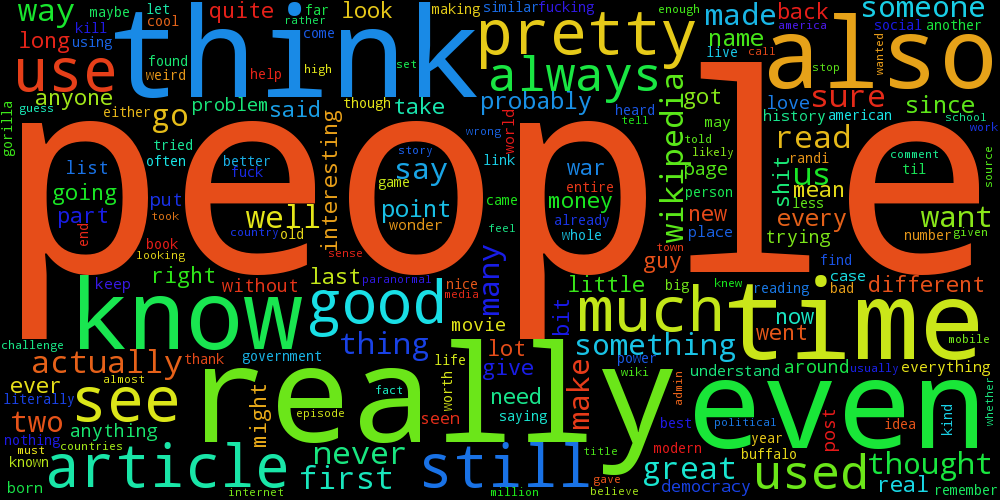 way maybe let cool quite far rather come look making similar fucking enough made back someone
kill using think pretty name america social another
long found weird help high set always live call also wanted stop
use anyone problem said though take probably got love sure since
guess either go heard tell may history american school
gorilla people wrong world wikipedia told likely read work
tried often better fuck interesting story say link war page randi us comment til source
list going put game entire money person shit mean less
part took well point wonder came already new every want
end country old feel whole place trying number given
book looking sense town guy find
keep right without last paranormal nice many little big knew reading case bad different
know good media bit much time
challenge thing movie something now went mobile
actually thank government lot life give power understand around usually everything
ever almost really fact worth need make wiki admin even
literally see might episode seen saying best political idea kind whether
two anything post year
nothing must countries never title modern buffalo
known article first still gave great used thought
born internet million believe democracy real remember